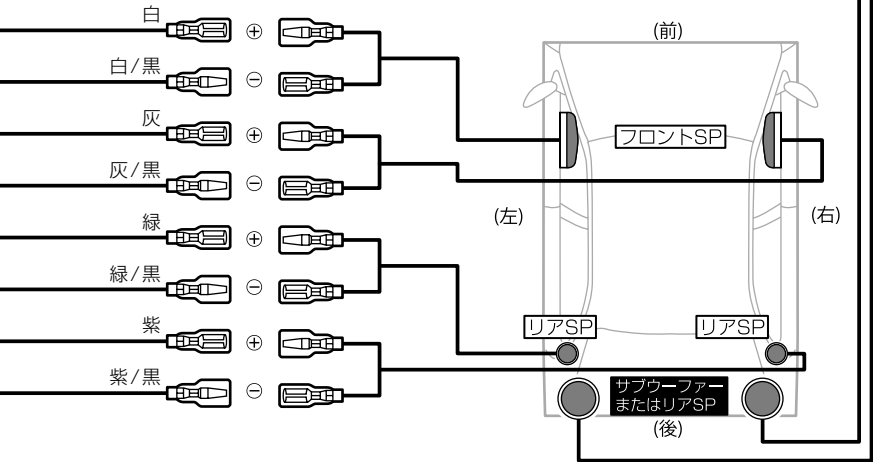 白
⊕
白/黒
⊖
灰
⊕
灰/黒
⊖
緑
⊕
緑/黒
⊖
紫
⊕
紫/黒
⊖
(前)
フロントSP
(左)
(右)
リアSP
リアSP
サブウーファー
またはリアSP
(後)